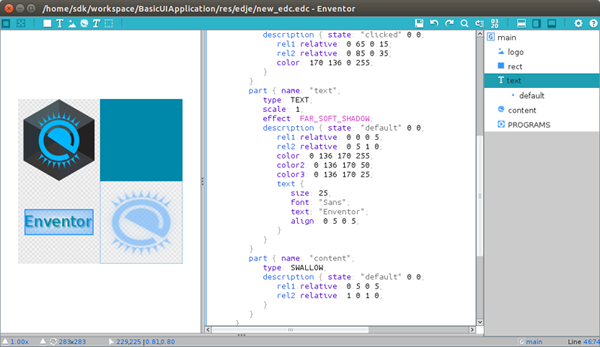 /home/sdk/workspace/BasicUIApplication/res/edje/new_edc.edc - Enventor
description { state: "clicked" 0.0;
rel1.relative: 0.65 0.15;
rel2.relative: 0.85 0.35;
color: 170 136 0 255;
}
}
part { name: "text";
type: TEXT;
scale: 1;
effect: FAR_SOFT_SHADOW;
description { state: "default" 0.0;
rel1.relative: 0 0.5;
rel2.relative: 0.5 1.0;
color: 0 136 170 255;
color2: 0 136 170 50;
color3: 0 136 170 25;
text {
size: 25;
font: "Sans";
text: "Enventor";
align: 0.5 0.5;
}
}
}
part { name: "content";
type: SWALLOW;
description { state: "default" 0.0;
rel1.relative: 0.5 0.5;
rel2.relative: 1.0 1.0;
}
}
Enventor
main
logo
rect
text
default
content
PROGRAMS
1.00x
283x283
229,225 | 0.81,0.80
main
Line